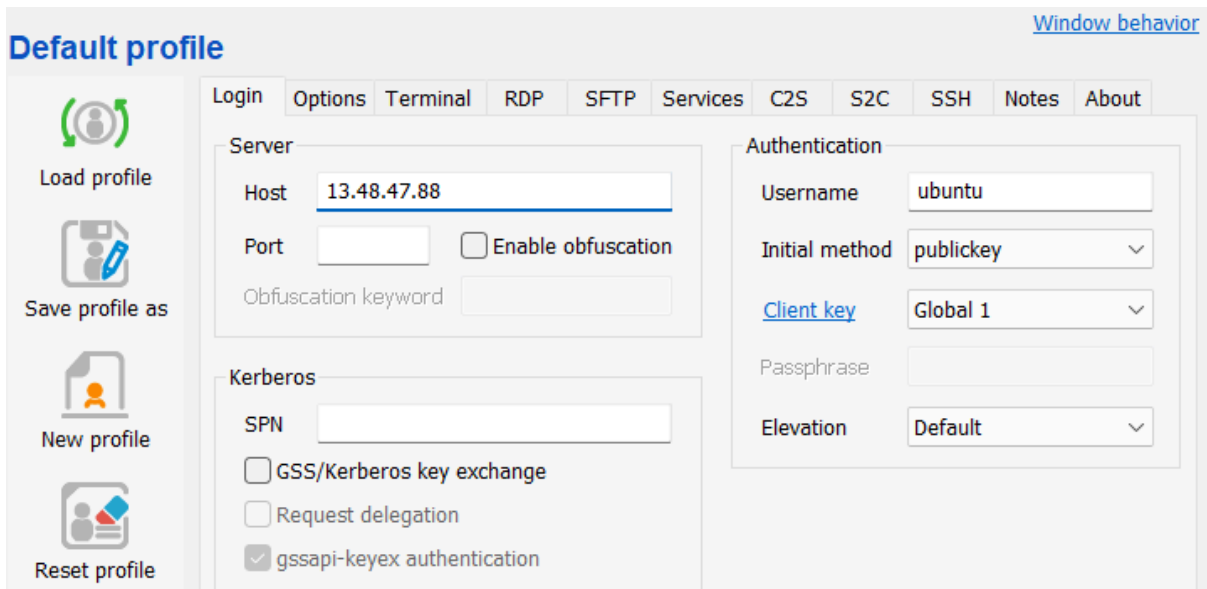 Window behavior
Default profile
Load profile
Save profile as
New profile
Reset profile
Login Options Terminal RDP SFTP Services C2S S2C SSH Notes About
Server
Host 13.48.47.88
Port Enable obfuscation
Obfuscation keyword
Kerberos
SPN
GSS/Kerberos key exchange
Request delegation
gssapi-keyex authentication
Authentication
Username ubuntu
Initial method publickey
Client key Global 1
Passphrase
Elevation Default